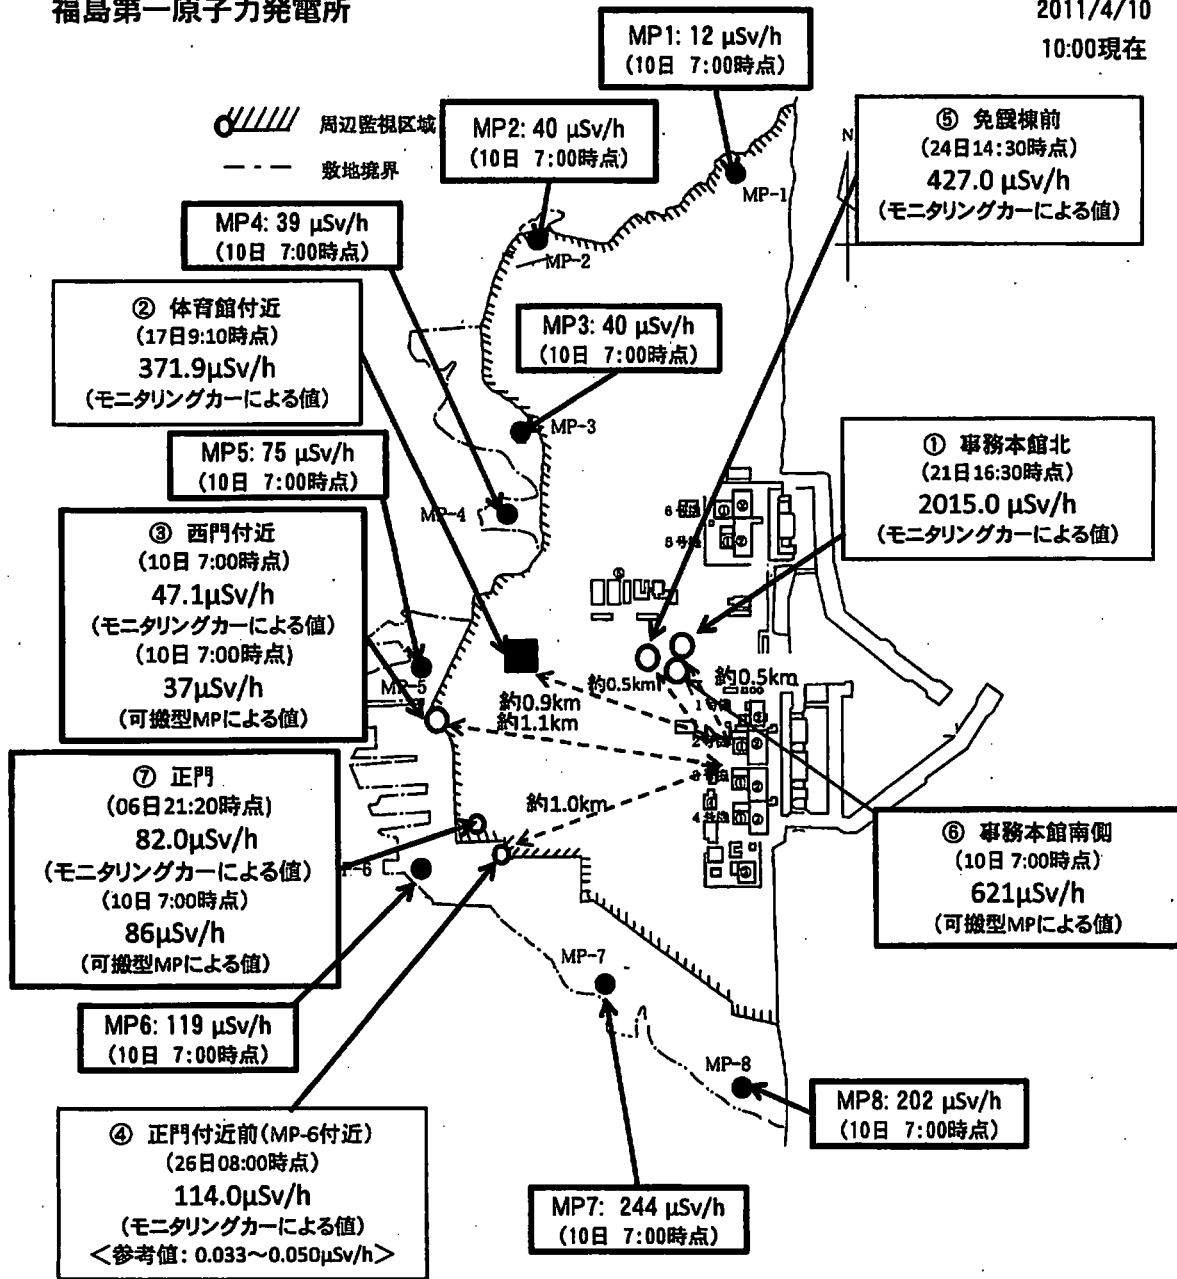 福島第一原子力発電所
2011/4/10
10:00現在
MP1: 12 μSv/h
(10日 7:00時点)
周辺監視区域
敷地境界
MP2: 40 μSv/h
(10日 7:00時点)
⑤ 免震棟前
(24日14:30時点)
427.0 μSv/h
(モニタリングカーによる値)
N
MP-1
MP4: 39 μSv/h
(10日 7:00時点)
MP-2
② 体育館付近
(17日9:10時点)
371.9μSv/h
(モニタリングカーによる値)
MP3: 40 μSv/h
(10日 7:00時点)
MP-3
MP5: 75 μSv/h
(10日 7:00時点)
① 事務本館北
(21日16:30時点)
2015.0 μSv/h
(モニタリングカーによる値)
MP-4
③ 西門付近
(10日 7:00時点)
47.1μSv/h
(モニタリングカーによる値)
(10日 7:00時点)
37μSv/h
(可搬型MPによる値)
MP-5
約0.5km
約0.5km
約0.9km
約1.1km
⑦ 正門
(06日21:20時点)
82.0μSv/h
(モニタリングカーによる値)
(10日 7:00時点)
86μSv/h
(可搬型MPによる値)
約1.0km
⑥ 事務本館南側
(10日 7:00時点)
621μSv/h
(可搬型MPによる値)
MP-7
MP6: 119 μSv/h
(10日 7:00時点)
MP-8
MP8: 202 μSv/h
(10日 7:00時点)
④ 正門付近前(MP-6付近)
(26日08:00時点)
114.0μSv/h
(モニタリングカーによる値)
<参考値: 0.033~0.050μSv/h>
MP7: 244 μSv/h
(10日 7:00時点)